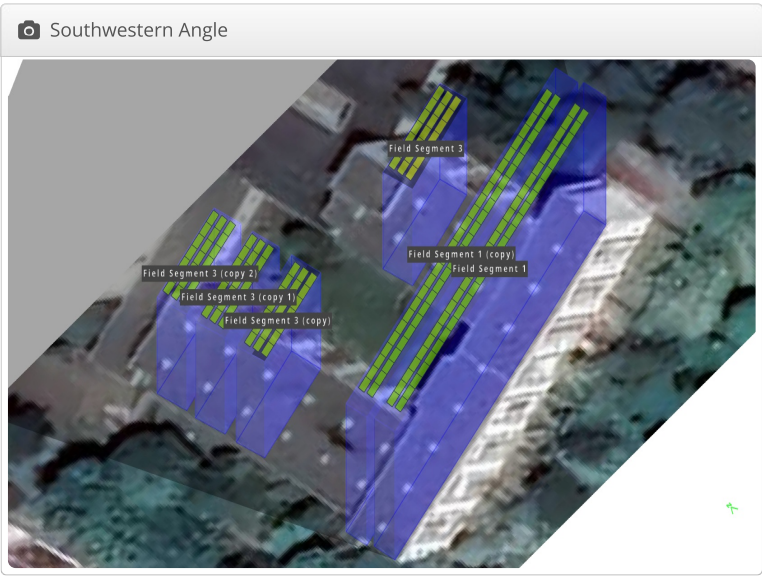 Southwestern Angle
Field Segment 3
Field Segment 1 (copy)
Field Segment 1
Field Segment 3 (copy 2)
Field Segment 3 (copy 1)
Field Segment 3 (copy)